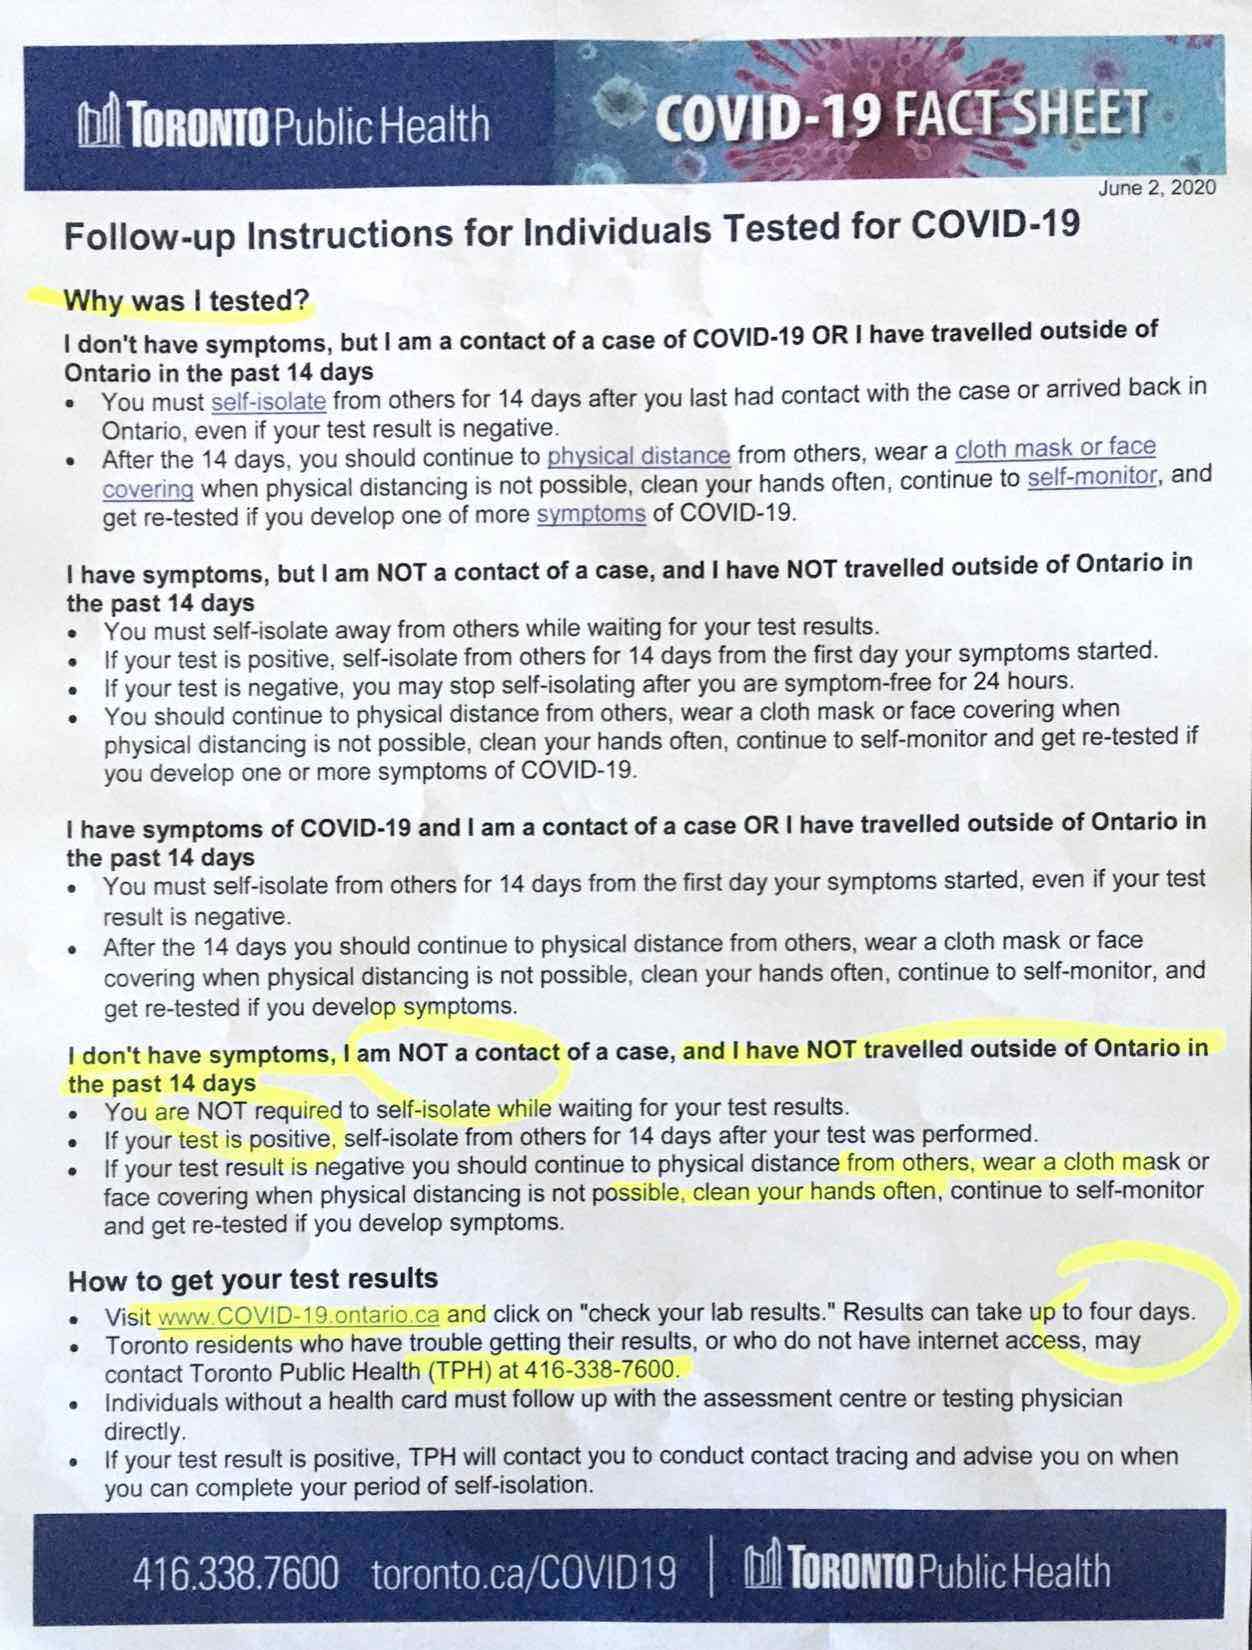 TORONTO Public Health
COVID-19 FACT SHEET
June 2, 2020
Follow-up Instructions for Individuals Tested for COVID-19
Why was I tested?
I don't have symptoms, but I am a contact of a case of COVID-19 OR I have travelled outside of
Ontario in the past 14 days
• You must self-isolate from others for 14 days after you last had contact with the case or arrived back in
Ontario, even if your test result is negative.
• After the 14 days, you should continue to physical distance from others, wear a cloth mask or face
covering when physical distancing is not possible, clean your hands often, continue to self-monitor, and
get re-tested if you develop one of more symptoms of COVID-19.
I have symptoms, but I am NOT a contact of a case, and I have NOT travelled outside of Ontario in
the past 14 days
• You must self-isolate away from others while waiting for your test results.
• If your test is positive, self-isolate from others for 14 days from the first day your symptoms started.
• If your test is negative, you may stop self-isolating after you are symptom-free for 24 hours.
• You should continue to physical distance from others, wear a cloth mask or face covering when
physical distancing is not possible, clean your hands often, continue to self-monitor and get re-tested if
you develop one or more symptoms of COVID-19.
I have symptoms of COVID-19 and I am a contact of a case OR I have travelled outside of Ontario in
the past 14 days
• You must self-isolate from others for 14 days from the first day your symptoms started, even if your test
result is negative.
• After the 14 days you should continue to physical distance from others, wear a cloth mask or face
covering when physical distancing is not possible, clean your hands often, continue to self-monitor, and
get re-tested if you develop symptoms.
I don't have symptoms, I am NOT a contact of a case, and I have NOT travelled outside of Ontario in
the past 14 days
• You are NOT required to self-isolate while waiting for your test results.
• If your test is positive, self-isolate from others for 14 days after your test was performed.
• If your test result is negative you should continue to physical distance from others, wear a cloth mask or
face covering when physical distancing is not possible, clean your hands often, continue to self-monitor
and get re-tested if you develop symptoms.
How to get your test results
• Visit www.COVID-19.ontario.ca and click on "check your lab results." Results can take up to four days.
• Toronto residents who have trouble getting their results, or who do not have internet access, may
contact Toronto Public Health (TPH) at 416-338-7600.
• Individuals without a health card must follow up with the assessment centre or testing physician
directly.
• If your test result is positive, TPH will contact you to conduct contact tracing and advise you on when
you can complete your period of self-isolation.
416.338.7600 toronto.ca/COVID19 | TORONTO Public Health